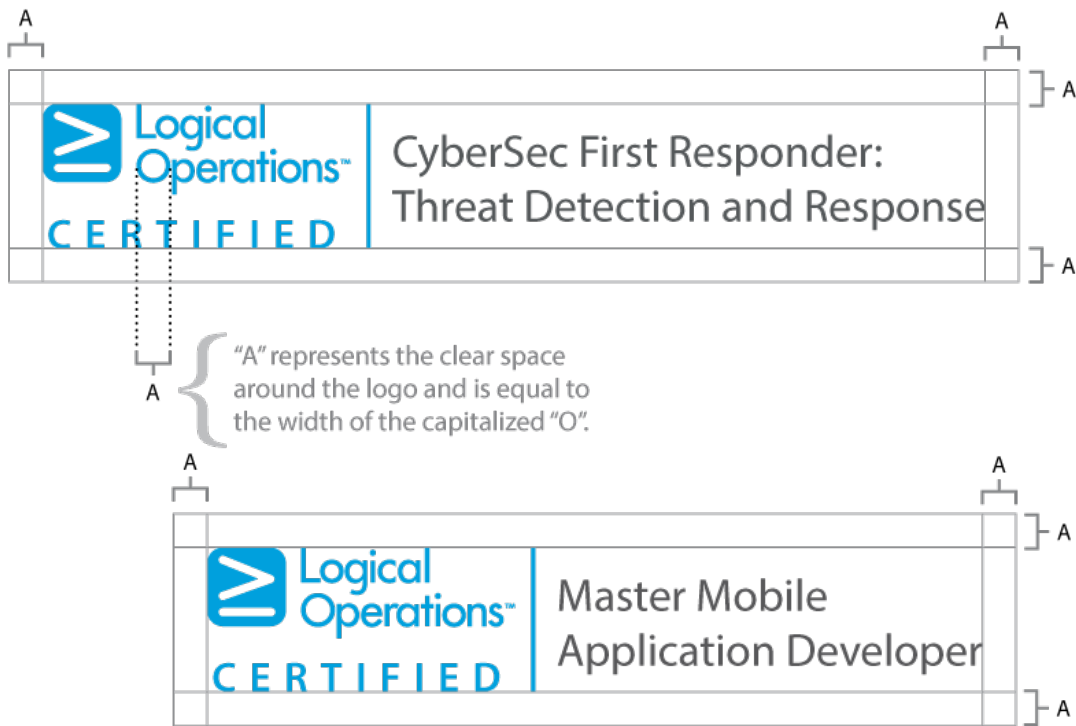 A
A
A
Logical
Operations™
CERTIFIED
CyberSec First Responder:
Threat Detection and Response
A
A
“A” represents the clear space
around the logo and is equal to
the width of the capitalized “O”.
A
A
A
Logical
Operations™
CERTIFIED
Master Mobile
Application Developer
A